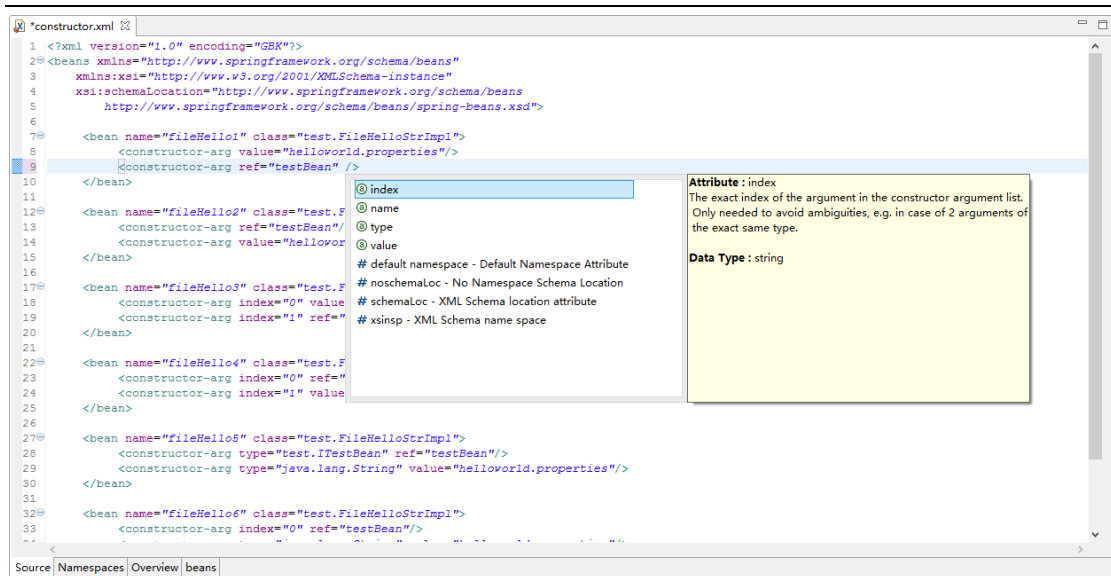 *constructor.xml
1 <?xml version="1.0" encoding="GBK"?>
2 <beans xmlns="http://www.springframework.org/schema/beans"
3 xmlns:xsi="http://www.w3.org/2001/XMLSchema-instance"
4 xsi:schemaLocation="http://www.springframework.org/schema/beans
5 http://www.springframework.org/schema/beans/spring-beans.xsd">
6
7 <bean name="fileHello1" class="test.FileHelloStrImpl">
8 <constructor-arg value="helloworld.properties"/>
9 <constructor-arg ref="testBean" />
10 </bean>
11
12 <bean name="fileHello2" class="test.F
13 <constructor-arg ref="testBean"/
14 <constructor-arg value="hellowor
15 </bean>
16
17 <bean name="fileHello3" class="test.F
18 <constructor-arg index="0" value
19 <constructor-arg index="1" ref="
20 </bean>
21
22 <bean name="fileHello4" class="test.F
23 <constructor-arg index="0" ref="
24 <constructor-arg index="1" value
25 </bean>
26
27 <bean name="fileHello5" class="test.FileHelloStrImpl">
28 <constructor-arg type="test.ITestBean" ref="testBean"/>
29 <constructor-arg type="java.lang.String" value="helloworld.properties"/>
30 </bean>
31
32 <bean name="fileHello6" class="test.FileHelloStrImpl">
33 <constructor-arg index="0" ref="testBean"/>
index
name
type
value
# default namespace - Default Namespace Attribute
# noschemaLoc - No Namespace Schema Location
# schemaLoc - XML Schema location attribute
# xsinsp - XML Schema name space
Attribute : index
The exact index of the argument in the constructor argument list.
Only needed to avoid ambiguities, e.g. in case of 2 arguments of
the exact same type.
Data Type : string
Source Namespaces Overview beans